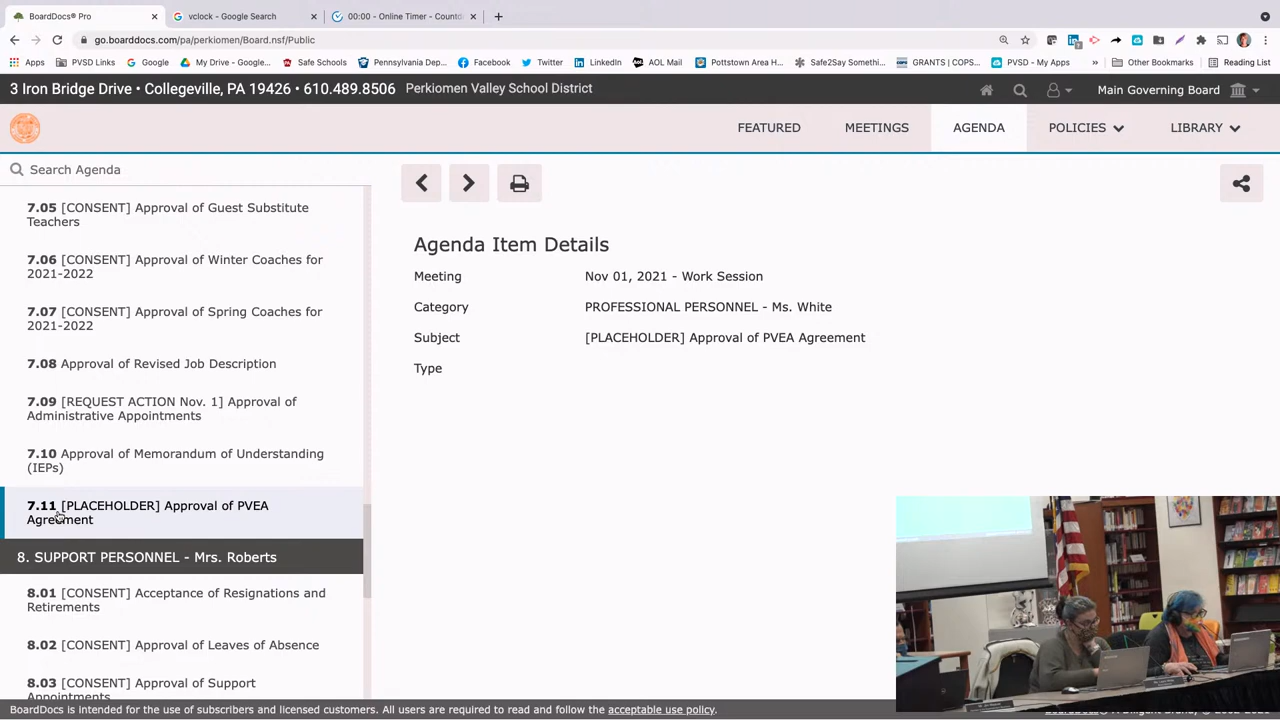 BoardDocs® Pro
vclock - Google Search
00:00 - Online Timer - Countd
go.boarddocs.com/pa/perkiomen/Board.nsf/Public
Apps PVSD Links Google My Drive - Google... Safe Schools Pennsylvania Dep... Facebook Twitter LinkedIn AOL Mail Pottstown Area H... Safe2Say Somethi... GRANTS | COPS... PVSD - My Apps » Other Bookmarks Reading List
3 Iron Bridge Drive • Collegeville, PA 19426 • 610.489.8506 Perkiomen Valley School District Main Governing Board
FEATURED MEETINGS AGENDA POLICIES LIBRARY
Search Agenda
7.05 [CONSENT] Approval of Guest Substitute
Teachers
7.06 [CONSENT] Approval of Winter Coaches for
2021-2022
7.07 [CONSENT] Approval of Spring Coaches for
2021-2022
7.08 Approval of Revised Job Description
7.09 [REQUEST ACTION Nov. 1] Approval of
Administrative Appointments
7.10 Approval of Memorandum of Understanding
(IEPs)
7.11 [PLACEHOLDER] Approval of PVEA
Agreement
8. SUPPORT PERSONNEL - Mrs. Roberts
8.01 [CONSENT] Acceptance of Resignations and
Retirements
8.02 [CONSENT] Approval of Leaves of Absence
8.03 [CONSENT] Approval of Support
Appointments
Agenda Item Details
Meeting Nov 01, 2021 - Work Session
Category PROFESSIONAL PERSONNEL - Ms. White
Subject [PLACEHOLDER] Approval of PVEA Agreement
Type
BoardDocs is intended for the use of subscribers and licensed customers. All users are required to read and follow the acceptable use policy.